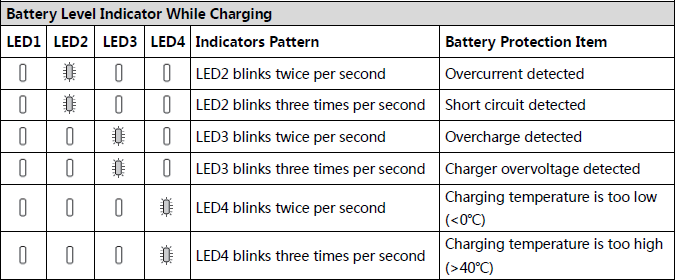 Battery Level Indicator While Charging
LED1 LED2 LED3 LED4 Indicators Pattern Battery Protection Item
LED2 blinks twice per second Overcurrent detected
LED2 blinks three times per second Short circuit detected
LED3 blinks twice per second Overcharge detected
LED3 blinks three times per second Charger overvoltage detected
LED4 blinks twice per second Charging temperature is too low
(<0℃)
LED4 blinks three times per second Charging temperature is too high
(>40℃)